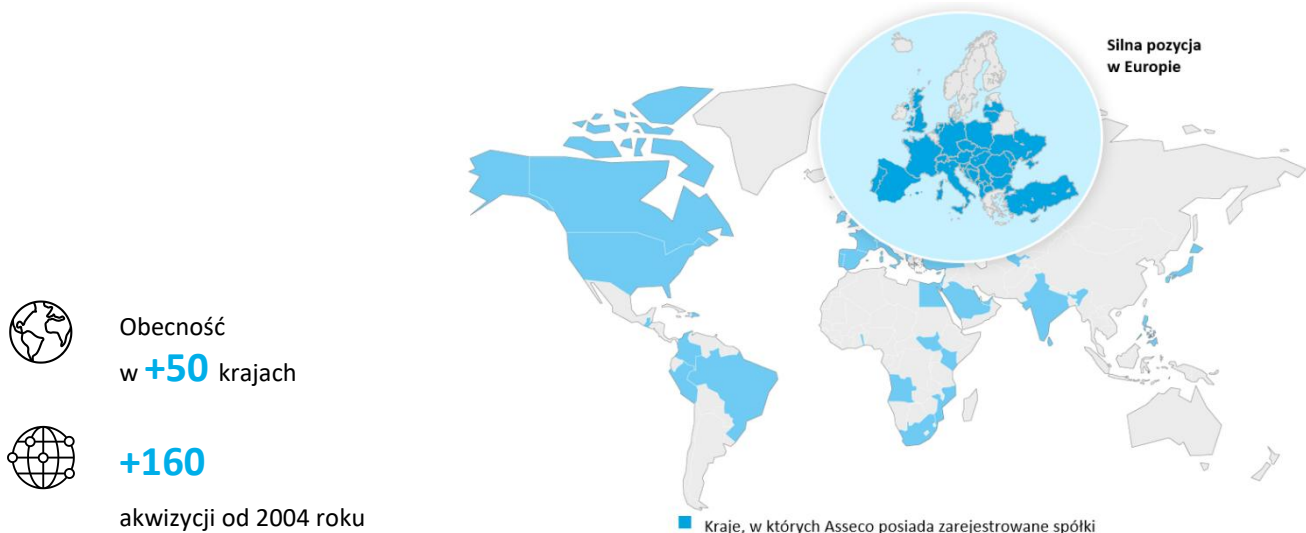 Silna pozycja
w Europie
Obecność
w +50 krajach
+160
akwizycji od 2004 roku
Kraje, w których Asseco posiada zarejestrowane spółki